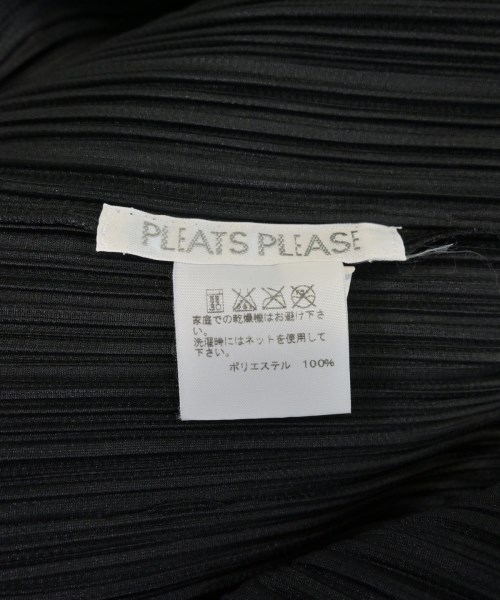 PLEATS PLEASE
家庭での乾燥機はお避け下さ
い。
洗濯時にはネットを使用して
下さい。
ポリエステル 100%